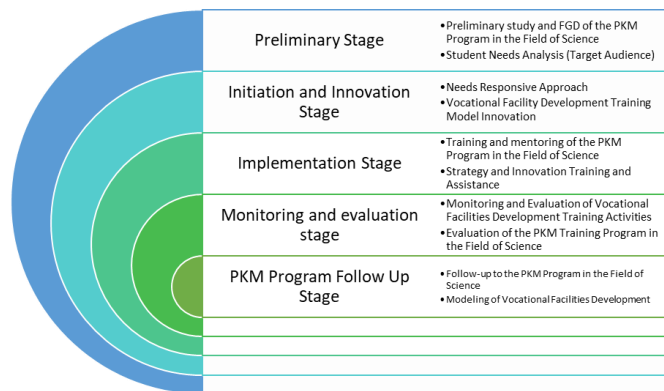 Preliminary Stage
•Preliminary study and FGD of the PKM
Program in the Field of Science
•Student Needs Analysis (Target Audience)
Initiation and Innovation
Stage
•Needs Responsive Approach
•Vocational Facility Development Training
Model Innovation
Implementation Stage
•Training and mentoring of the PKM
Program in the Field of Science
•Strategy and Innovation Training and
Assistance
Monitoring and evaluation
stage
•Monitoring and Evaluation of Vocational
Facilities Development Training Activities
•Evaluation of the PKM Training Program in
the Field of Science
PKM Program Follow Up
Stage
•Follow-up to the PKM Program in the Field of
Science
•Modeling of Vocational Facilities Development